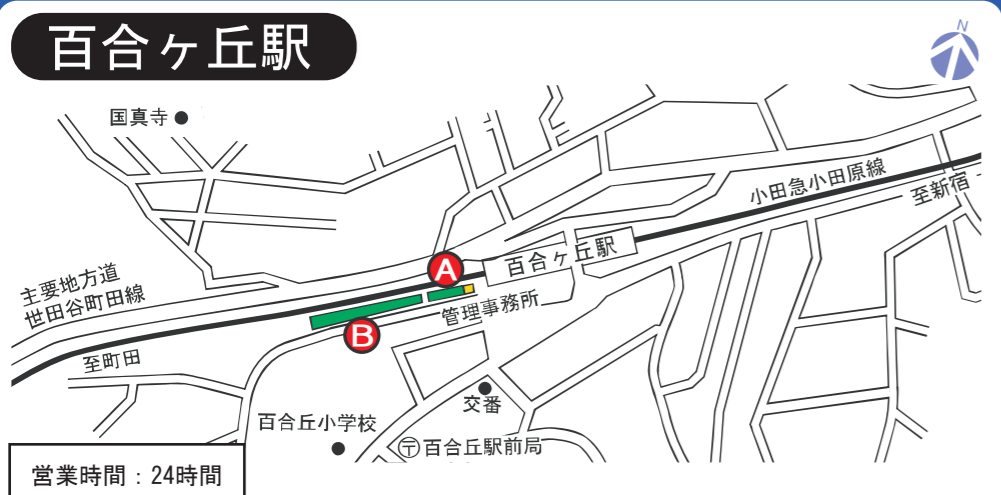 百合ヶ丘駅
N
国真寺
小田急小田原線
至新宿
百合ヶ丘駅
A
主要地方道
世田谷町田線
管理事務所
B
至町田
交番
百合丘小学校
〒百合丘駅前局
営業時間：24時間